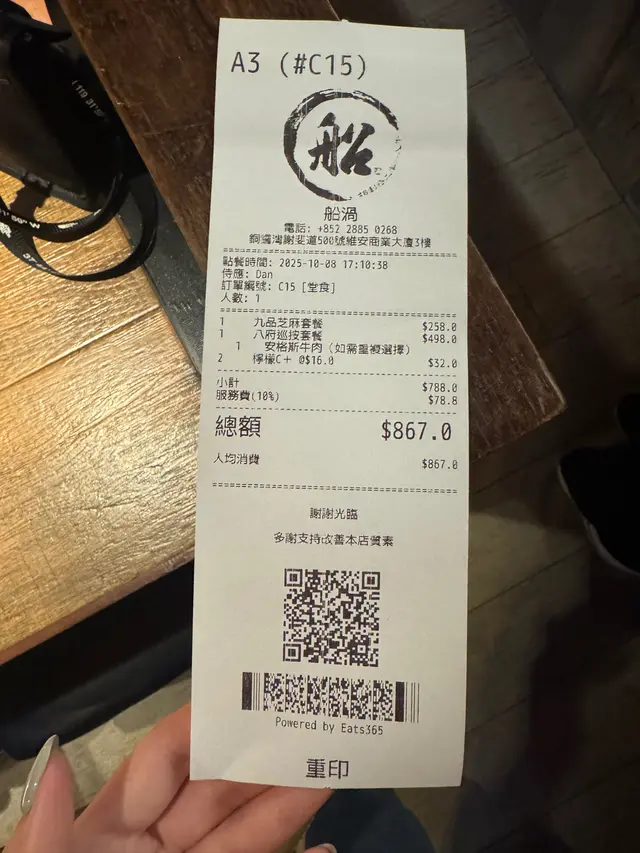 A3 (#C15)
船
船渦
電話: +852 2885 0268
銅鑼灣謝斐道500號維安商業大廈3樓
點餐時間: 2025-10-08 17:10:38
侍應: Dan
訂單編號: C15 [堂食]
人數: 1
1 九品芝麻套餐 $258.0
1 八府巡按套餐 $498.0
1 安格斯牛肉 (如需重複選擇)
2 檸檬C+ @$16.0 $32.0
小計 $788.0
服務費(10%) $78.8
總額 $867.0
人均消費 $867.0
謝謝光臨
多謝支持改善本店質素
Powered by Eats365
重印